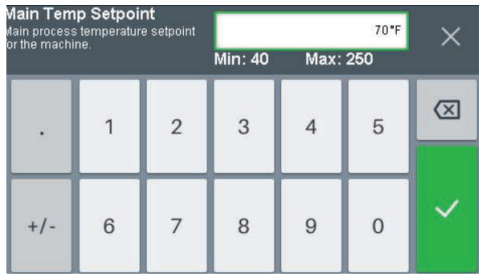 Main Temp Setpoint
Main process temperature setpoint
for the machine.
70°F
Min: 40 Max: 250
. 1 2 3 4 5
+/- 6 7 8 9 0